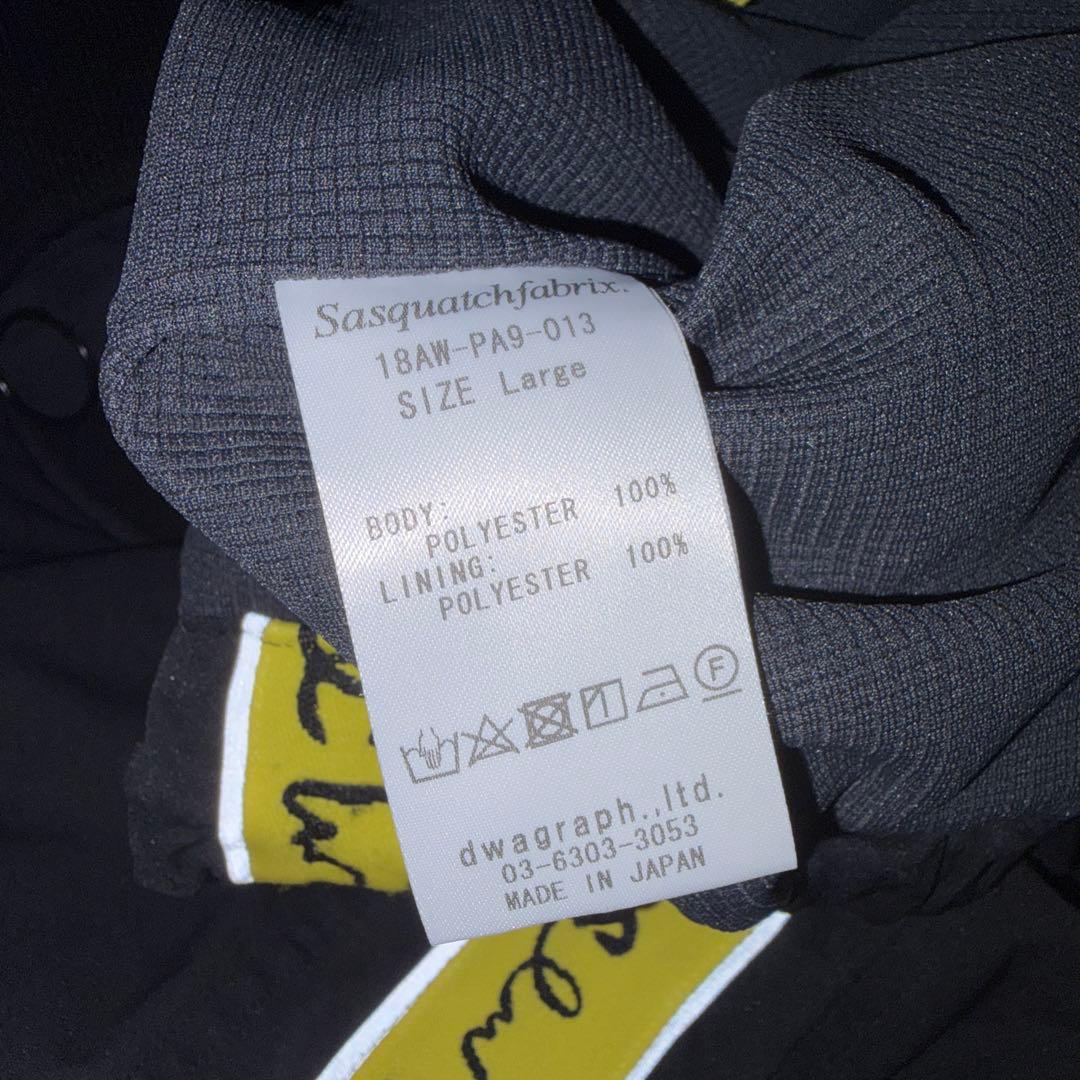 Sasquatchfabrix.
18AW-PA9-013
SIZE Large
BODY:
POLYESTER 100%
LINING:
POLYESTER 100%
F
dwagraph.,ltd.
03-6303-3053
MADE IN JAPAN